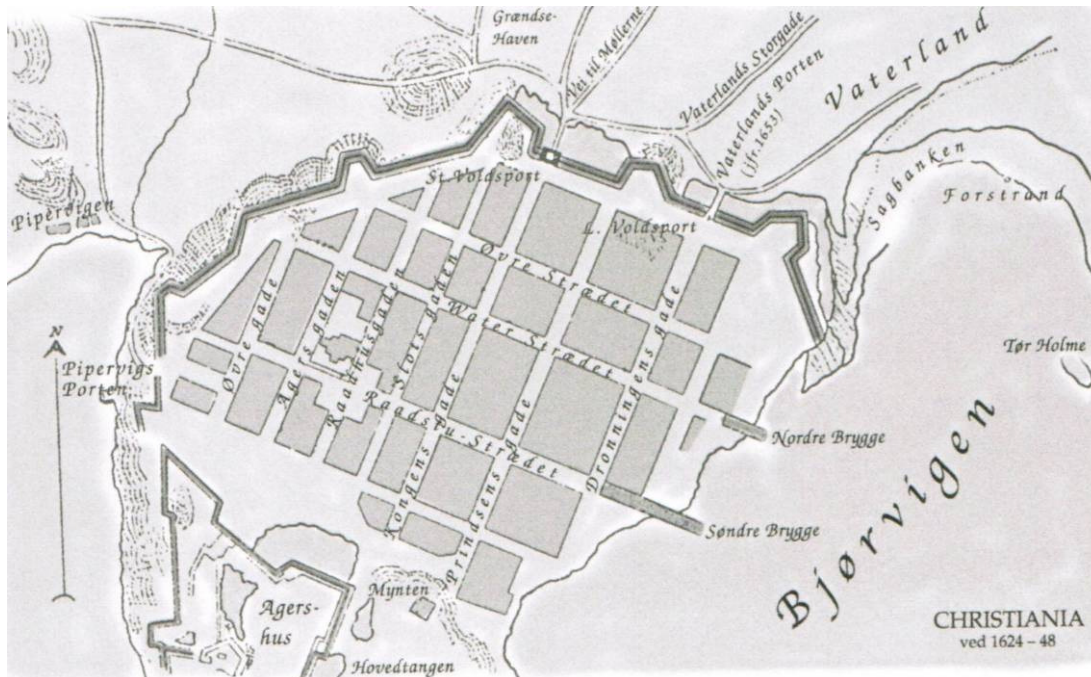 Grændse-
Haven
Vei til Møllerne
Vaterlands Storgade
Vaterlands Porten
(jfr. 1653)
Vaterland
Sagbanken
Forstrand
St. Voldsport
L. Voldsport
Pipervigen
Øvre Strædet
Water Strædet
Raadstu-Strædet
Øvre gade
Agers gaden
Raadhusgaden
Slots gaden
Kongens gade
Prindsens gade
Dronningens gade
N
Pipervigs
Porten
Tør Holme
Nordre Brygge
Søndre Brygge
Bjørvigen
Mynten
Agers-
hus
Hovedtangen
CHRISTIANIA
ved 1624 – 48